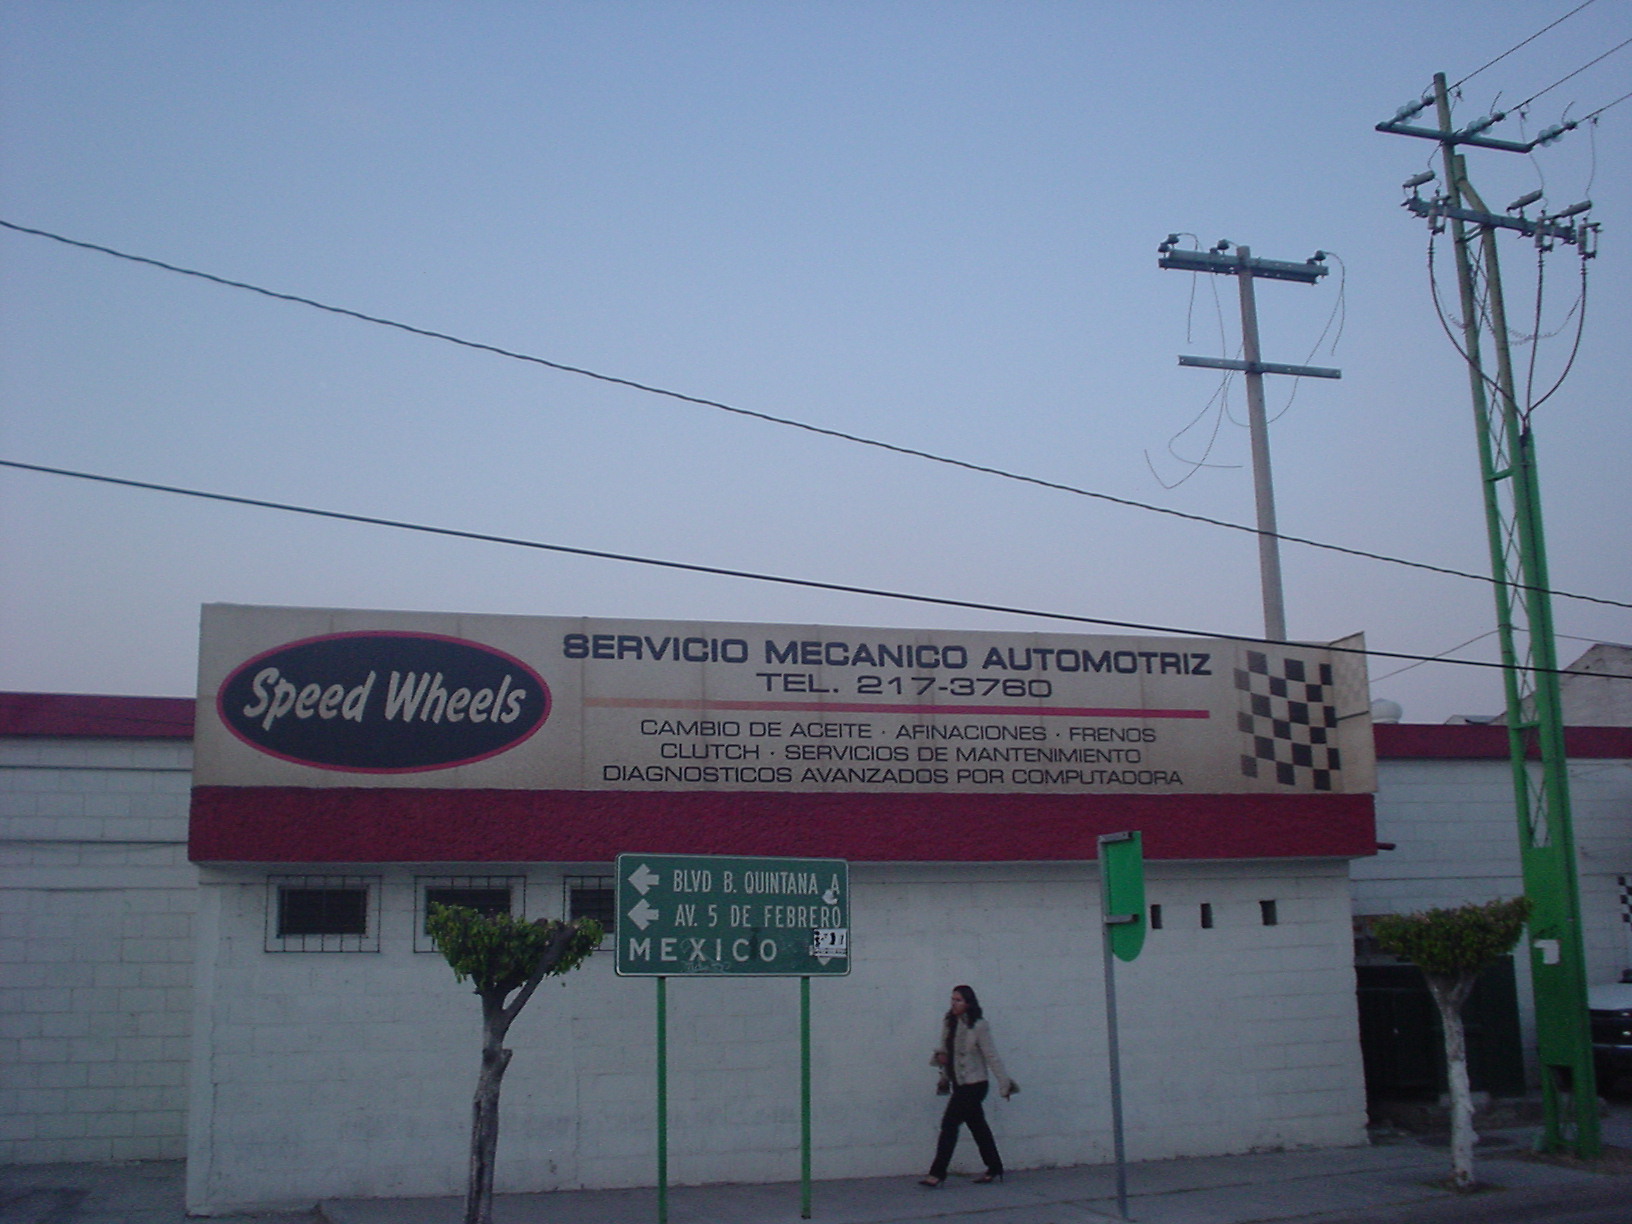 Speed Wheels
SERVICIO MECANICO AUTOMOTRIZ
TEL. 217-3760
CAMBIO DE ACEITE · AFINACIONES · FRENOS
CLUTCH · SERVICIOS DE MANTENIMIENTO
DIAGNOSTICOS AVANZADOS POR COMPUTADORA
BLVD B. QUINTANA A
AV. 5 DE FEBRERO
MEXICO